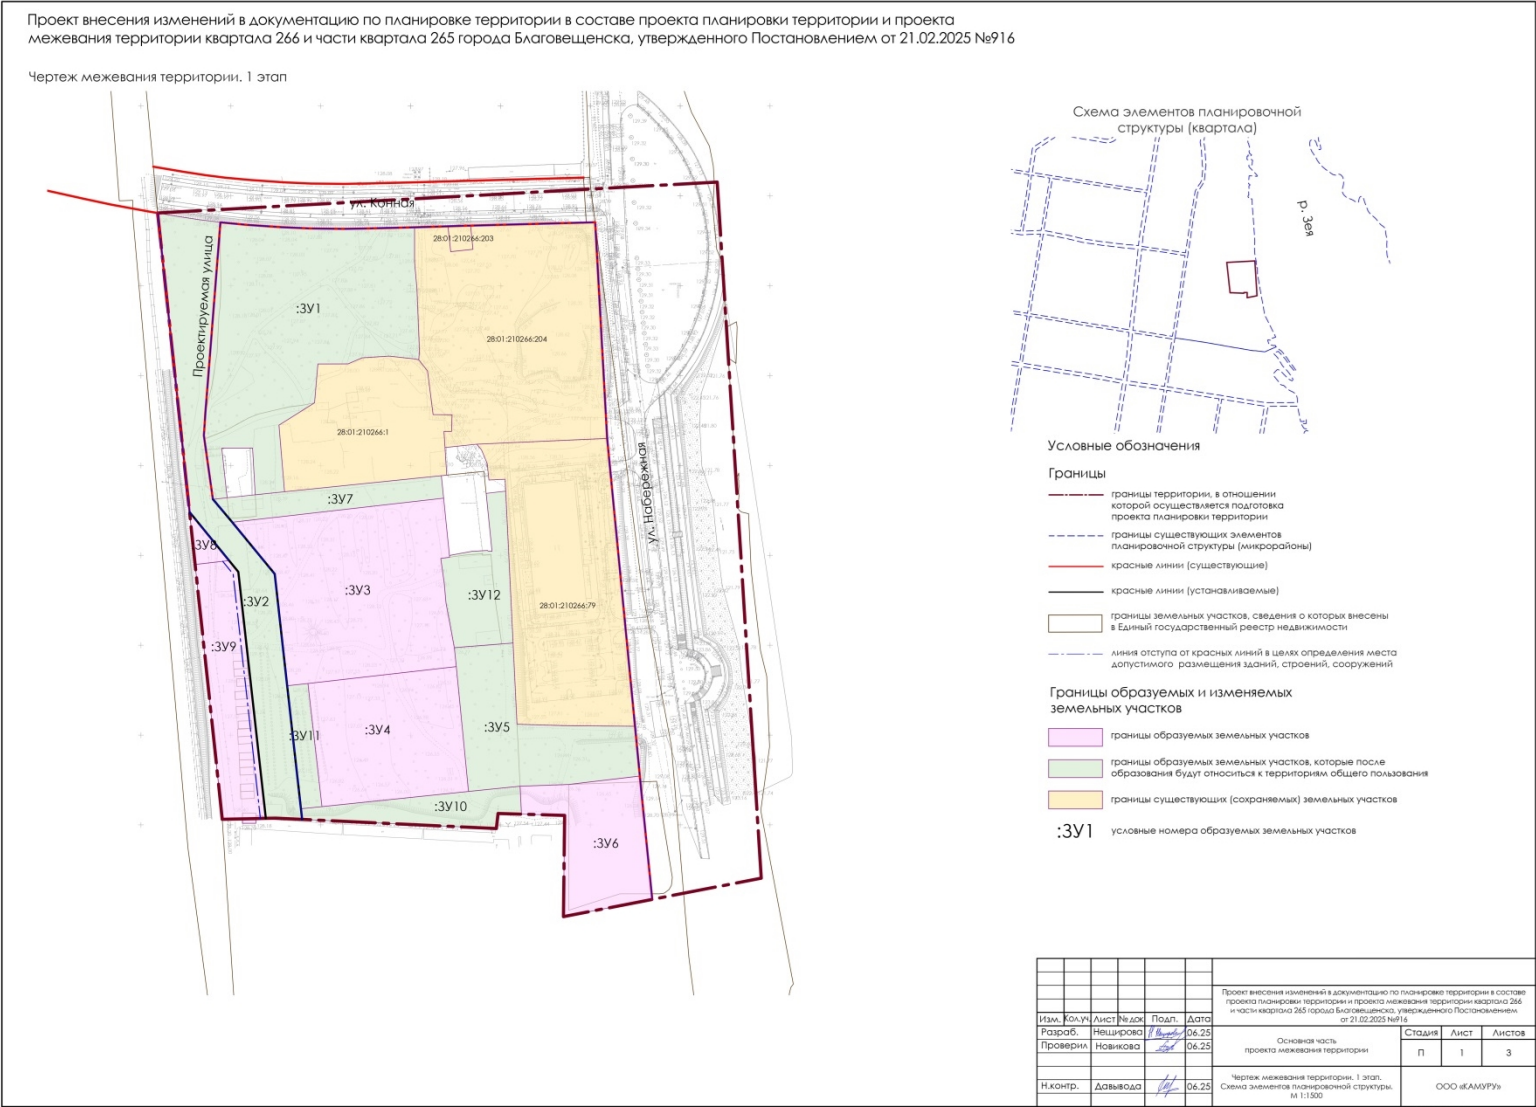 Проект внесения изменений в документацию по планировке территории в составе проекта планировки территории и проекта
межевания территории квартала 266 и части квартала 265 города Благовещенска, утвержденного Постановлением от 21.02.2025 №916
Чертеж межевания территории. 1 этап
ул. Конная
Проектируемая улица
28:01:210266:203
:ЗУ1
28:01:210266:204
28:01:210266:1
ул. Набережная
:ЗУ7
:ЗУ8
:ЗУ3
:ЗУ2
:ЗУ12
28:01:210266:79
:ЗУ9
:ЗУ11
:ЗУ4
:ЗУ5
:ЗУ10
:ЗУ6
Схема элементов планировочной
структуры (квартала)
р. Зея
Условные обозначения
Границы
границы территории, в отношении
которой осуществляется подготовка
проекта планировки территории
границы существующих элементов
планировочной структуры (микрорайоны)
красные линии (существующие)
красные линии (устанавливаемые)
границы земельных участков, сведения о которых внесены
в Единый государственный реестр недвижимости
линия отступа от красных линий в целях определения места
допустимого размещения зданий, строений, сооружений
Границы образуемых и изменяемых
земельных участков
границы образуемых земельных участков
границы образуемых земельных участков, которые после
образования будут относиться к территориям общего пользования
границы существующих (сохраняемых) земельных участков
:ЗУ1 условные номера образуемых земельных участков
Проект внесения изменений в документацию по планировке территории в составе
проекта планировки территории и проекта межевания территории квартала 266
и части квартала 265 города Благовещенска, утвержденного Постановлением
от 21.02.2025 №916
Изм. Кол.уч. Лист №док Подп. Дата
Разраб. Нещирова 06.25
Проверил Новикова 06.25
Н.контр. Давывода 06.25
Основная часть
проекта межевания территории
Стадия Лист Листов
П 1 3
Чертеж межевания территории. 1 этап.
Схема элементов планировочной структуры.
М 1:1500
ООО «КАМУРУ»